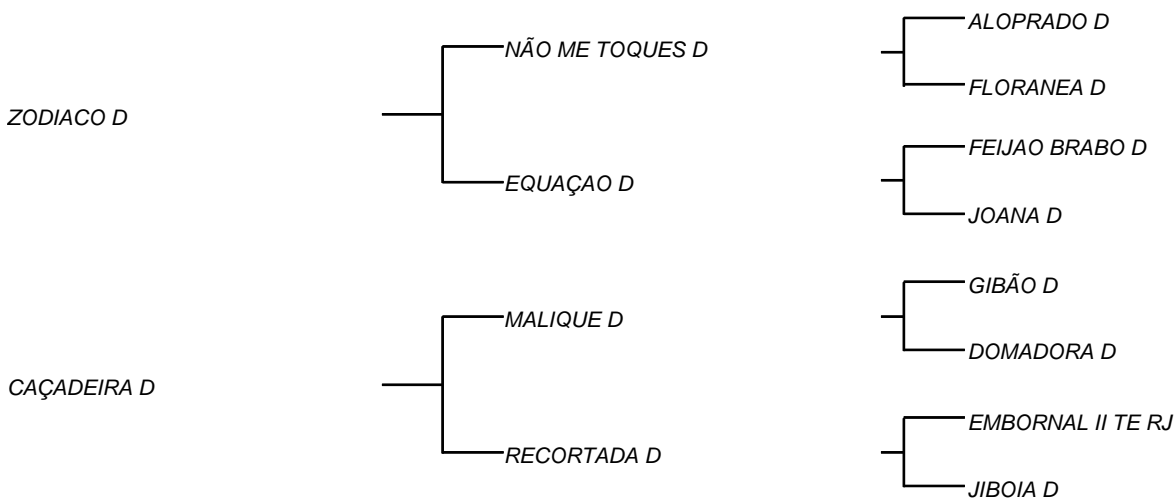 ALOPRADO D
NÃO ME TOQUES D
FLORANEA D
ZODIACO D
FEIJAO BRABO D
EQUAÇAO D
JOANA D
GIBÃO D
MALIQUE D
DOMADORA D
CAÇADEIRA D
EMBORNAL II TE RJ
RECORTADA D
JIBOIA D